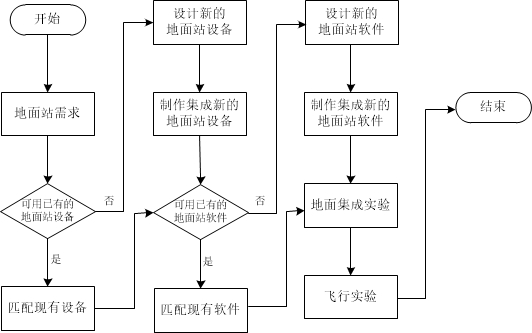 开始
地面站需求
可用已有的
地面站设备
否
是
匹配现有设备
设计新的
地面站设备
制作集成新的
地面站设备
可用已有的
地面站软件
否
是
匹配现有软件
设计新的
地面站软件
制作集成新的
地面站软件
地面集成实验
飞行实验
结束